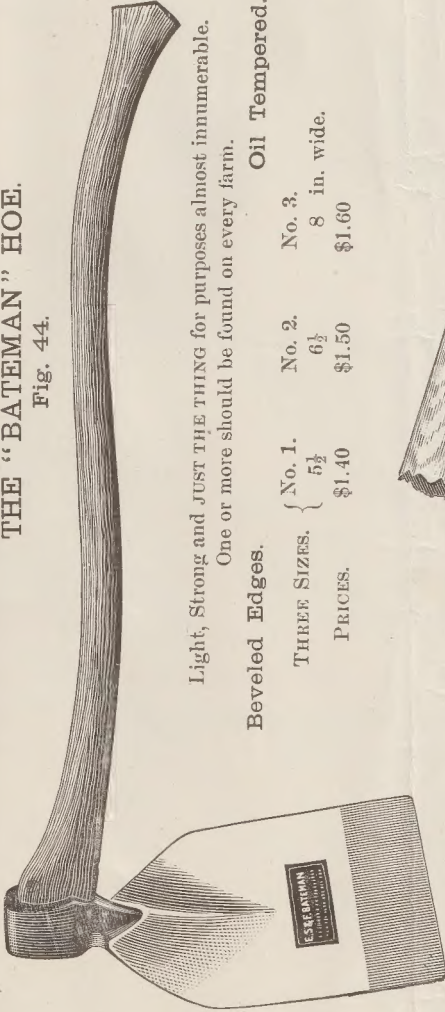 THE “BATEMAN” HOE.
Fig. 44.
Light, Strong and JUST THE THING for purposes almost innumerable.
One or more should be found on every farm.
Beveled Edges. Oil Tempered.
THREE SIZES. { No. 1. No. 2. No. 3.
5½ 6½ 8 in. wide.
PRICES. $1.40 $1.50 $1.60
E.S & F. BATEMAN